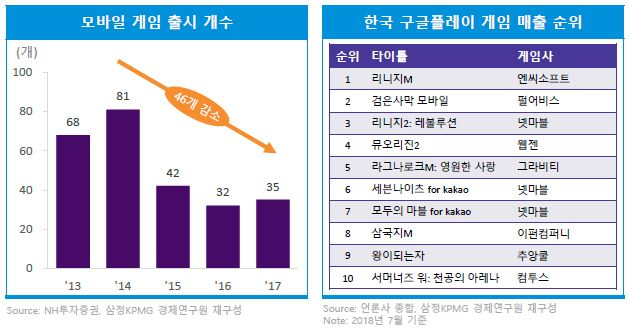 모바일 게임 출시 개수
(개)
100
80
60
40
20
0
68
81
42
32
35
46개 감소
'13
'14
'15
'16
'17
Source: NH투자증권, 삼정KPMG 경제연구원 재구성
한국 구글플레이 게임 매출 순위
순위 타이틀 게임사
1 리니지M 엔씨소프트
2 검은사막 모바일 펄어비스
3 리니지2: 레볼루션 넷마블
4 뮤오리진2 웹젠
5 라그나로크M: 영원한 사랑 그라비티
6 세븐나이츠 for kakao 넷마블
7 모두의 마블 for kakao 넷마블
8 삼국지M 이펀컴퍼니
9 왕이되는자 추앙쿨
10 서머너즈 워: 천공의 아레나 컴투스
Source: 언론사 종합, 삼정KPMG 경제연구원 재구성
Note: 2018년 7월 기준